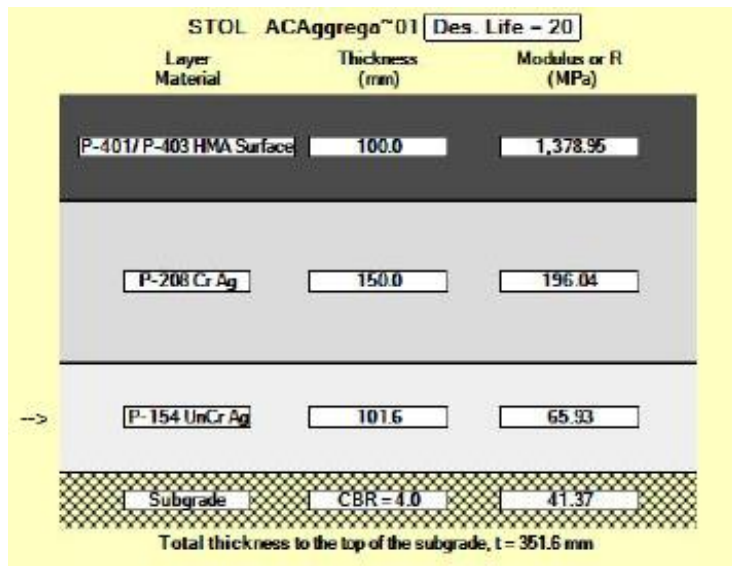 STOL ACAggrega~01 Des. Life = 20
Layer Material Thickness (mm) Modulus or R (MPa)
P-401/ P-403 HMA Surface 100.0 1,378.95
P-208 Cr Ag 150.0 196.04
--> P-154 UnCr Ag 101.6 65.93
Subgrade CBR = 4.0 41.37
Total thickness to the top of the subgrade, t = 351.6 mm